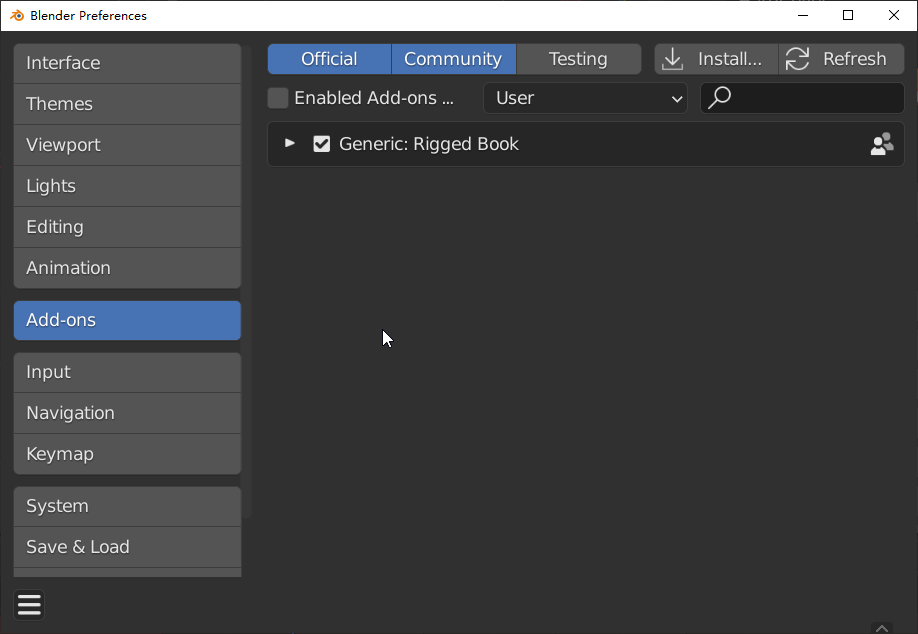 Blender Preferences
Interface
Themes
Viewport
Lights
Editing
Animation
Add-ons
Input
Navigation
Keymap
System
Save & Load
Official Community Testing Install... Refresh
Enabled Add-ons ... User
Generic: Rigged Book